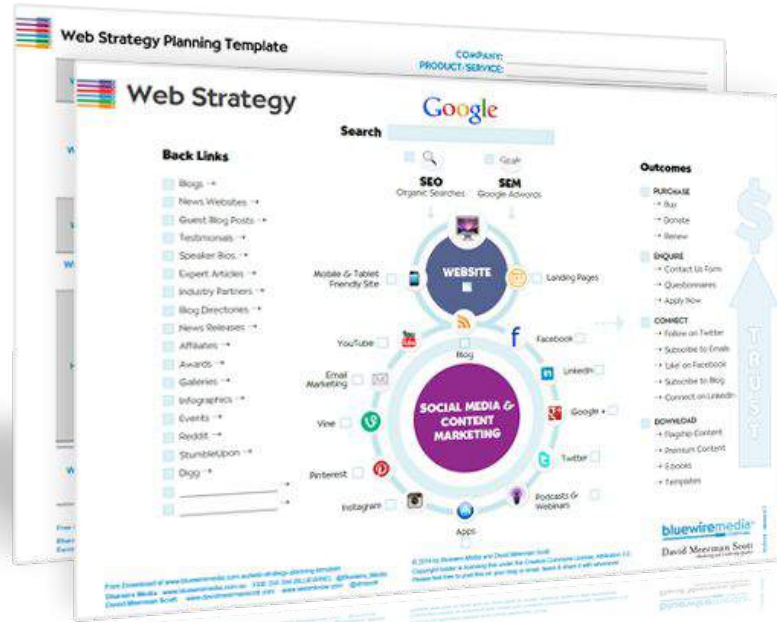 Web Strategy Planning Template
COMPANY:
PRODUCT/SERVICE:
Web Strategy
Google
Search
SEO
Organic Searches
SEM
Google Adwords
Back Links
Blogs →
News Websites →
Guest Blog Posts →
Testimonials →
Speaker Bios →
Expert Articles →
Industry Partners →
Blog Directories →
News Releases →
Affiliates →
Awards →
Galleries →
Infographics →
Events →
Reddit →
StumbleUpon →
Digg →
WEBSITE
Mobile & Tablet
Friendly Site
Landing Pages
Blog
YouTube
Email
Marketing
Vine
Pinterest
Instagram
Apps
Facebook
LinkedIn
Google +
Twitter
Podcasts &
Webinars
SOCIAL MEDIA &
CONTENT
MARKETING
Outcomes
PURCHASE
→ Buy
→ Donate
→ Renew
ENQUIRE
→ Contact Us Form
→ Questionnaires
→ Apply Now
CONNECT
→ Follow on Twitter
→ Subscribe to Emails
→ 'Like' on Facebook
→ Subscribe to Blog
→ Connect on LinkedIn
DOWNLOAD
→ Flagship Content
→ Premium Content
→ Ebooks
→ Templates
$
TRUST
bluewiremedia
David Meerman Scott